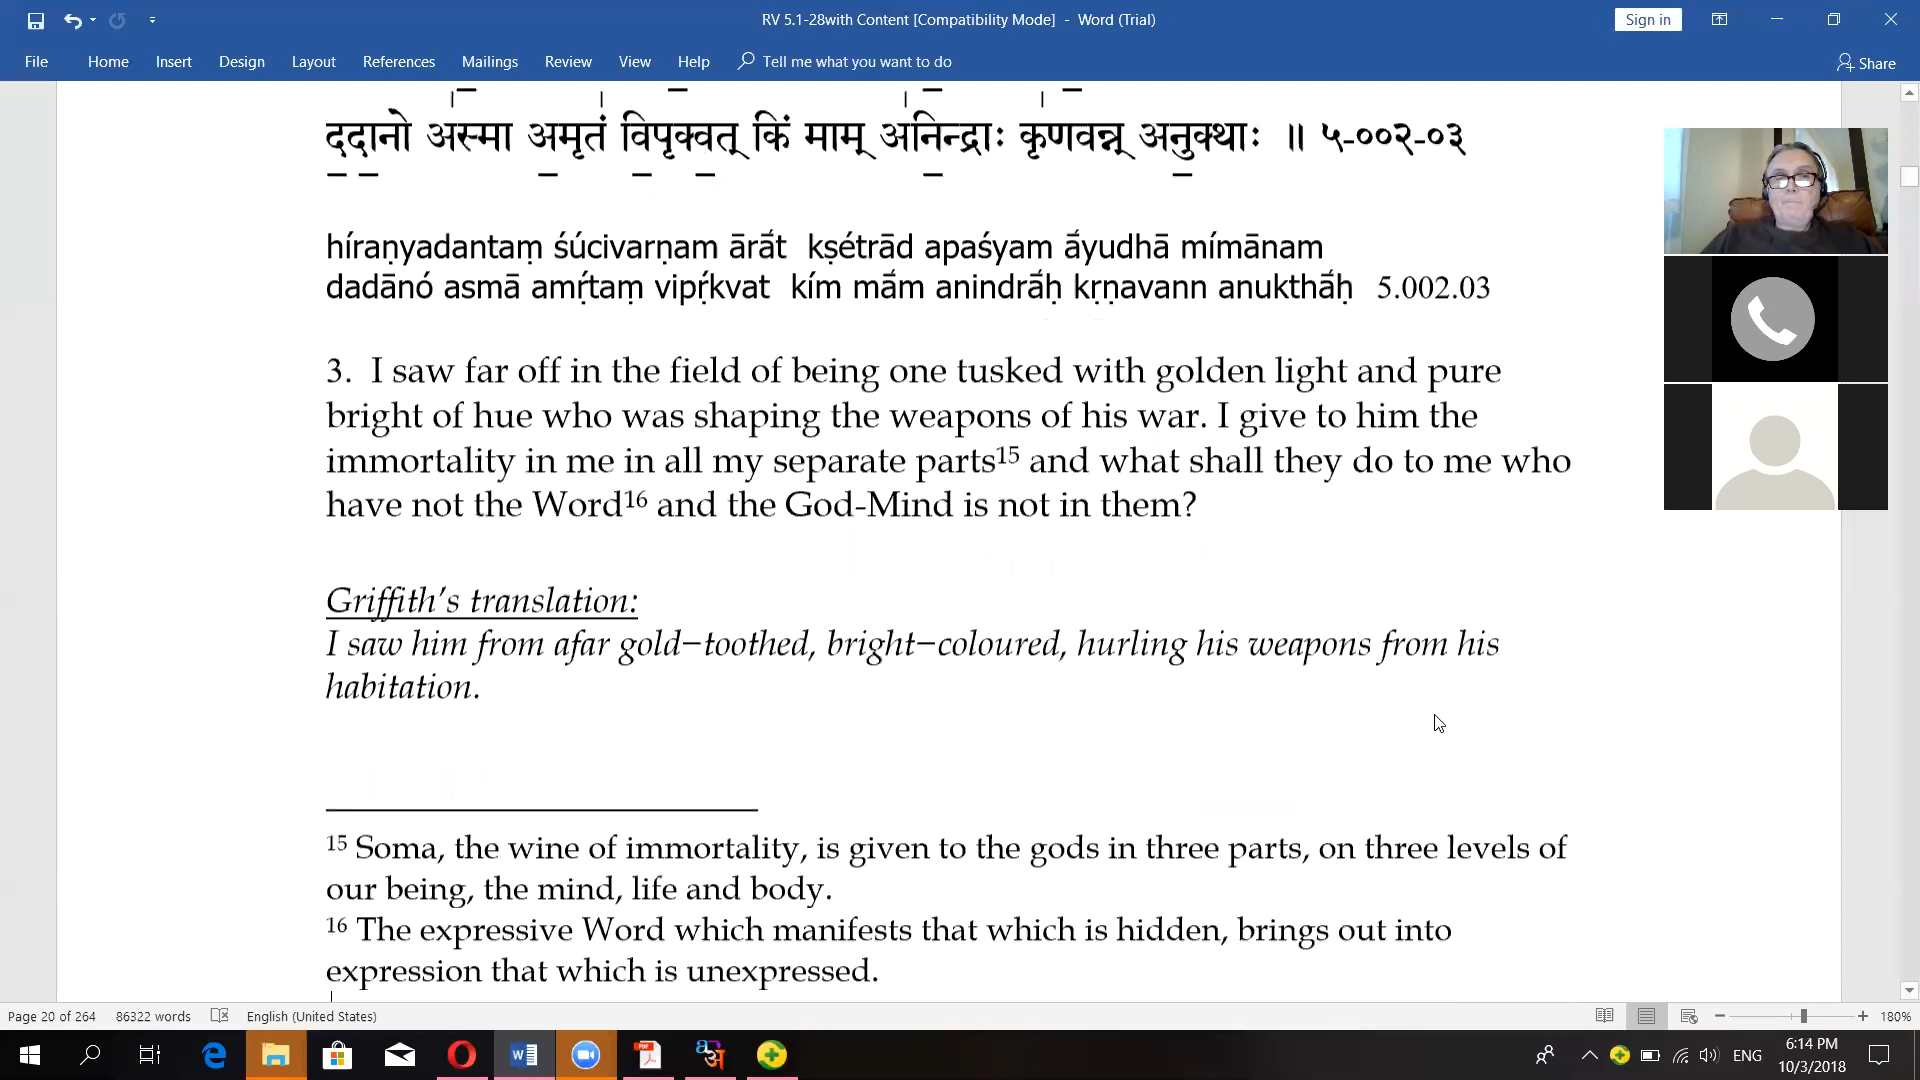 RV 5.1-28with Content [Compatibility Mode] - Word (Trial)
Sign in
File Home Insert Design Layout References Mailings Review View Help Tell me what you want to do
Share
ददानो अस्मा अमृतं विपृक्वत् किं माम् अनिन्द्राः कृणवन्न् अनुक्थाः ॥ ५-००२-०३
híraṇyadantaṃ śúcivarṇam ārā́t kṣétrād apaśyam ā́yudhā mímānam
dadānó asmā amŕ̥taṃ vipŕ̥kvat kím mā́m anindrā́ḥ kṛṇavann anukthā́ḥ 5.002.03
3. I saw far off in the field of being one tusked with golden light and pure
bright of hue who was shaping the weapons of his war. I give to him the
immortality in me in all my separate parts15 and what shall they do to me who
have not the Word16 and the God-Mind is not in them?
Griffith's translation:
I saw him from afar gold−toothed, bright−coloured, hurling his weapons from his
habitation.
15 Soma, the wine of immortality, is given to the gods in three parts, on three levels of
our being, the mind, life and body.
16 The expressive Word which manifests that which is hidden, brings out into
expression that which is unexpressed.
Page 20 of 264 86322 words English (United States) 180%
ENG
6:14 PM
10/3/2018